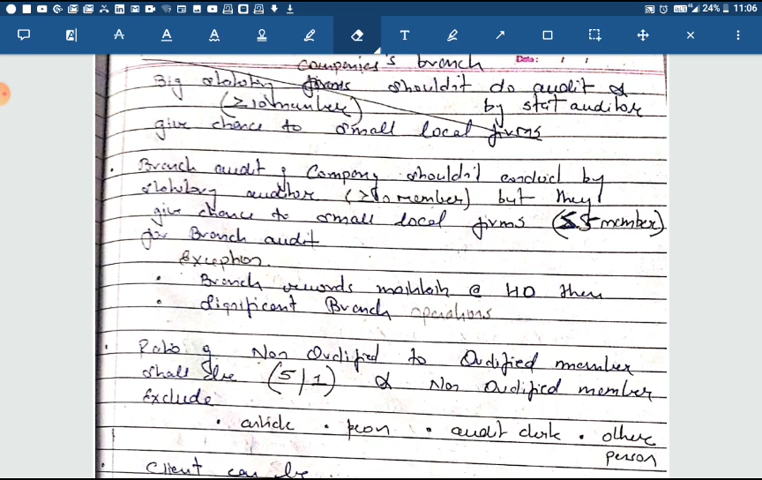 11:06
24%
companies's branch
Date:
Big statutory firms shouldn't do audit &
(≥10 member) by stat auditor
give chance to small local firms
• Branch audit of Company shouldn't conduct by
statutory auditor (≥10 member) but they
give chance to small local firms (≤5 member)
for Branch audit
Exception
• Branch records maintain @ HO then
• Significant Branch operations
• Ratio of Non Qualified to Qualified member
shall be (5/1) & Non Qualified member
Exclude
• article • peon • audit clerk • other
person
• Client can be